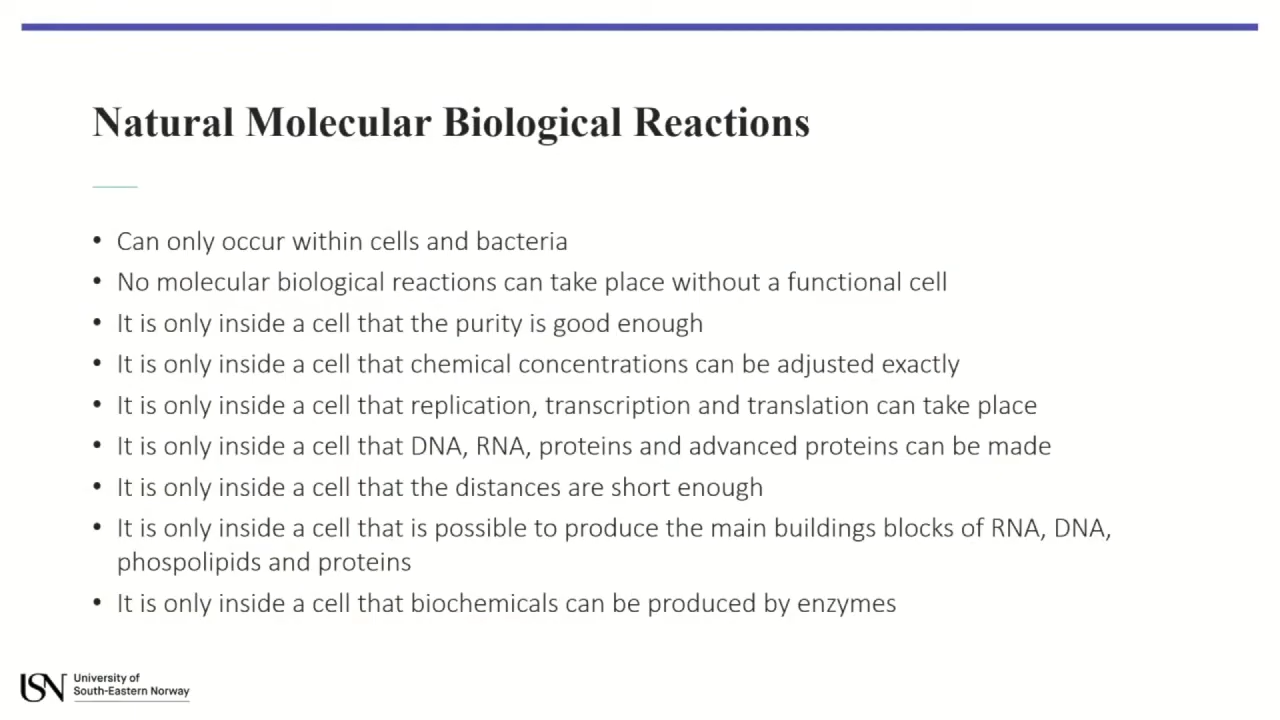 Natural Molecular Biological Reactions
• Can only occur within cells and bacteria
• No molecular biological reactions can take place without a functional cell
• It is only inside a cell that the purity is good enough
• It is only inside a cell that chemical concentrations can be adjusted exactly
• It is only inside a cell that replication, transcription and translation can take place
• It is only inside a cell that DNA, RNA, proteins and advanced proteins can be made
• It is only inside a cell that the distances are short enough
• It is only inside a cell that is possible to produce the main buildings blocks of RNA, DNA,
phospolipids and proteins
• It is only inside a cell that biochemicals can be produced by enzymes
USN University of
South-Eastern Norway